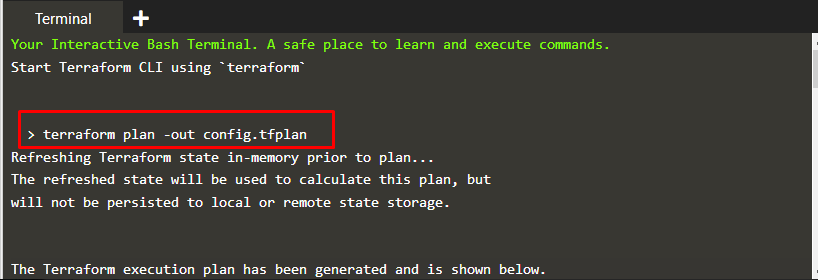 Terminal +
Your Interactive Bash Terminal. A safe place to learn and execute commands.
Start Terraform CLI using `terraform`
> terraform plan -out config.tfplan
Refreshing Terraform state in-memory prior to plan...
The refreshed state will be used to calculate this plan, but
will not be persisted to local or remote state storage.
The Terraform execution plan has been generated and is shown below.